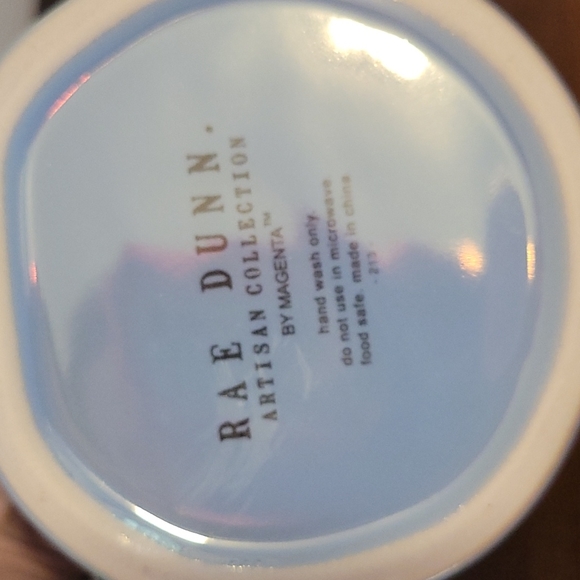 RAE DUNN.
ARTISAN COLLECTION™
BY MAGENTA
hand wash only.
do not use in microwave
food safe. made in china.
- 213 -